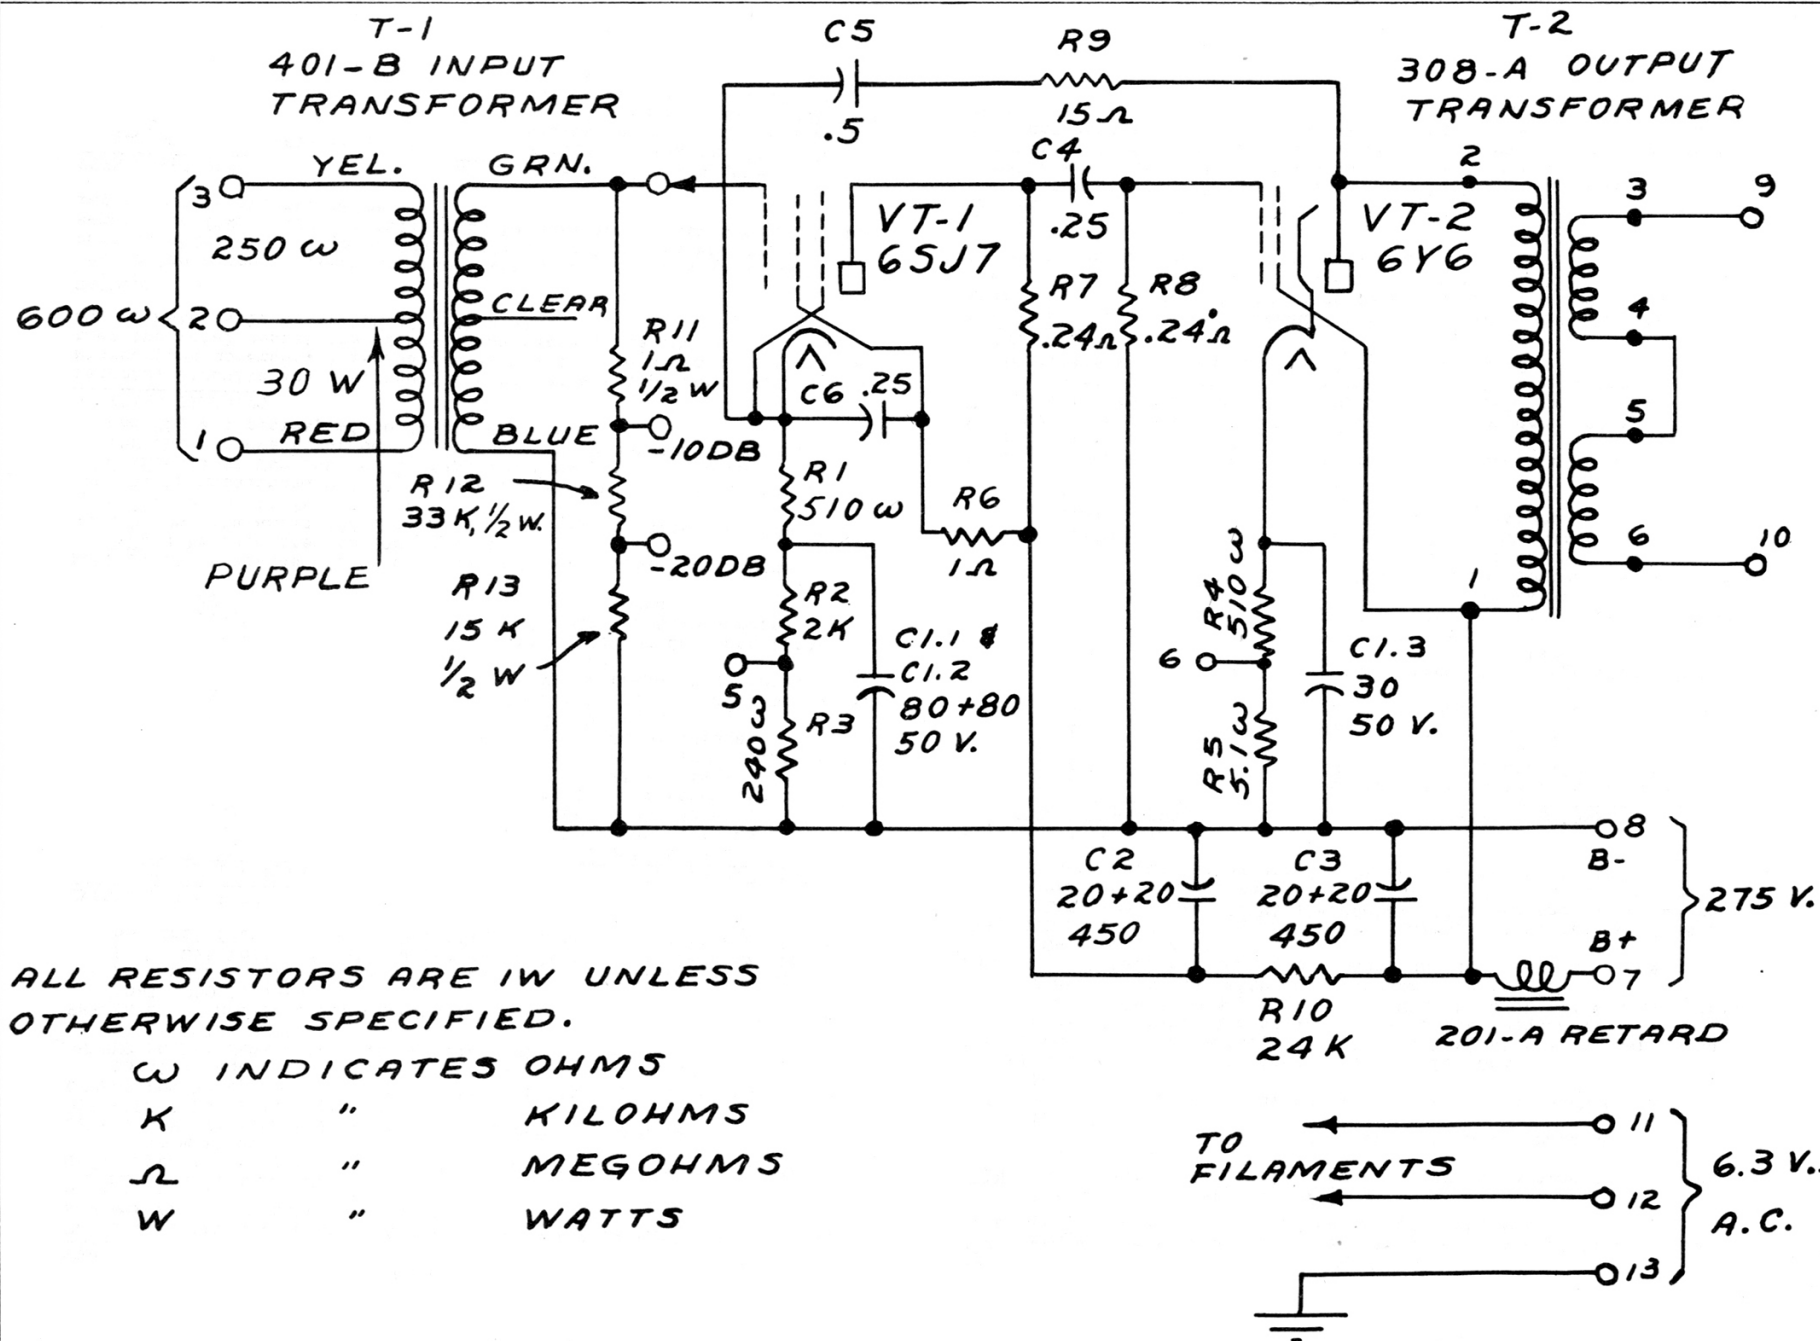 T-1
401-B INPUT
TRANSFORMER
C5
.5
R9
15Ω
T-2
308-A OUTPUT
TRANSFORMER
YEL.
GRN.
3
250 ω
600 ω
2
CLEAR
30 W
1
RED
BLUE
PURPLE
R11
1Ω
1/2 W
-10DB
R12
33K, 1/2 W.
-20DB
R13
15 K
1/2 W
VT-1
6SJ7
C6 .25
R1
510 ω
R2
2K
5
R3
240 ω
C1.1 &
C1.2
80+80
50 V.
R6
1Ω
C4
.25
R7
.24Ω
R8
.24Ω
VT-2
6Y6
R4
510 ω
6
R5
5.1 ω
C1.3
30
50 V.
2
1
3
9
4
5
6
10
C2
20+20
450
C3
20+20
450
8
B-
275 V.
B+
7
R10
24 K
201-A RETARD
ALL RESISTORS ARE 1W UNLESS
OTHERWISE SPECIFIED.
ω INDICATES OHMS
K " KILOHMS
Ω " MEGOHMS
W " WATTS
TO
FILAMENTS
11
12
13
6.3 V.
A.C.